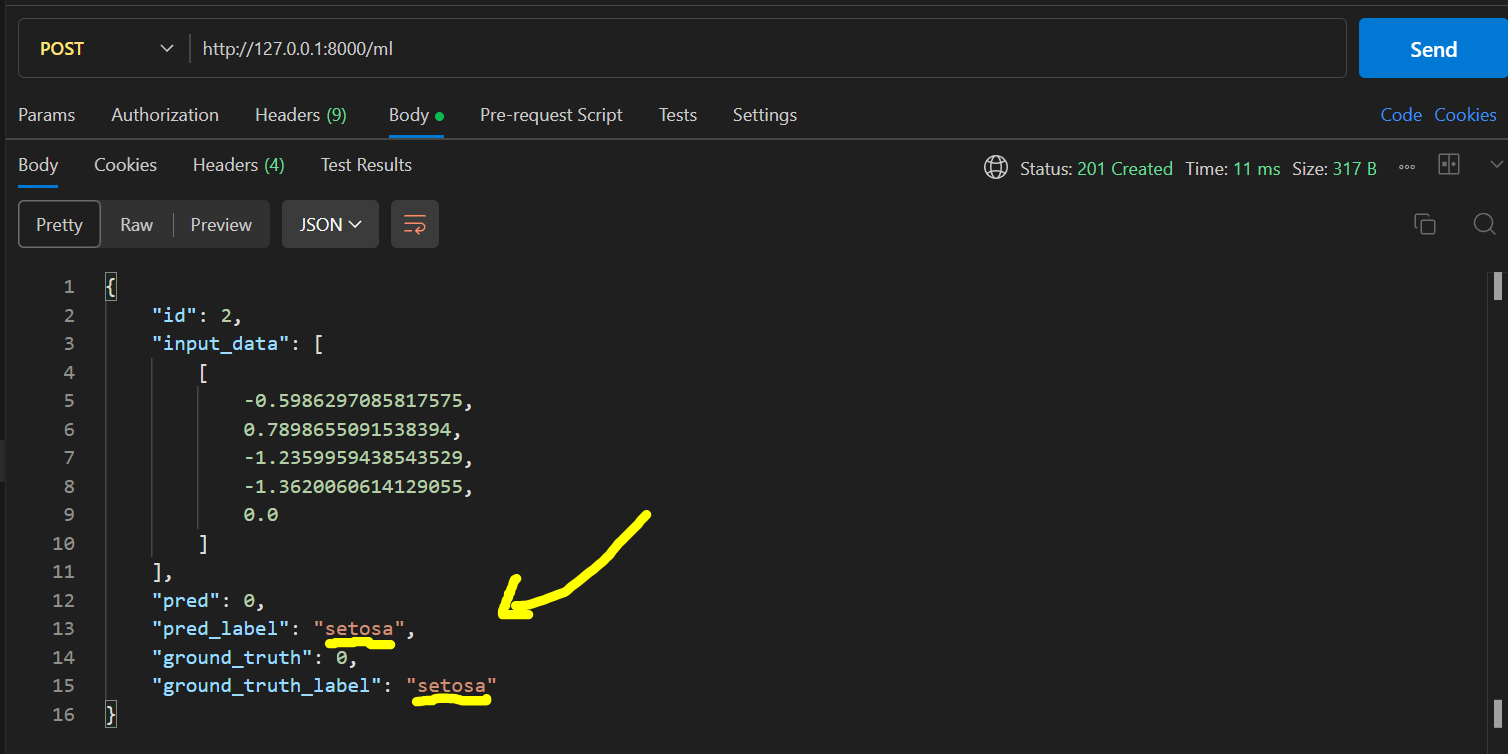 POST http://127.0.0.1:8000/ml Send
Params Authorization Headers (9) Body Pre-request Script Tests Settings Code Cookies
Body Cookies Headers (4) Test Results Status: 201 Created Time: 11 ms Size: 317 B
Pretty Raw Preview JSON
1 {
2 "id": 2,
3 "input_data": [
4 [
5 -0.5986297085817575,
6 0.7898655091538394,
7 -1.2359959438543529,
8 -1.3620060614129055,
9 0.0
10 ]
11 ],
12 "pred": 0,
13 "pred_label": "setosa",
14 "ground_truth": 0,
15 "ground_truth_label": "setosa"
16 }